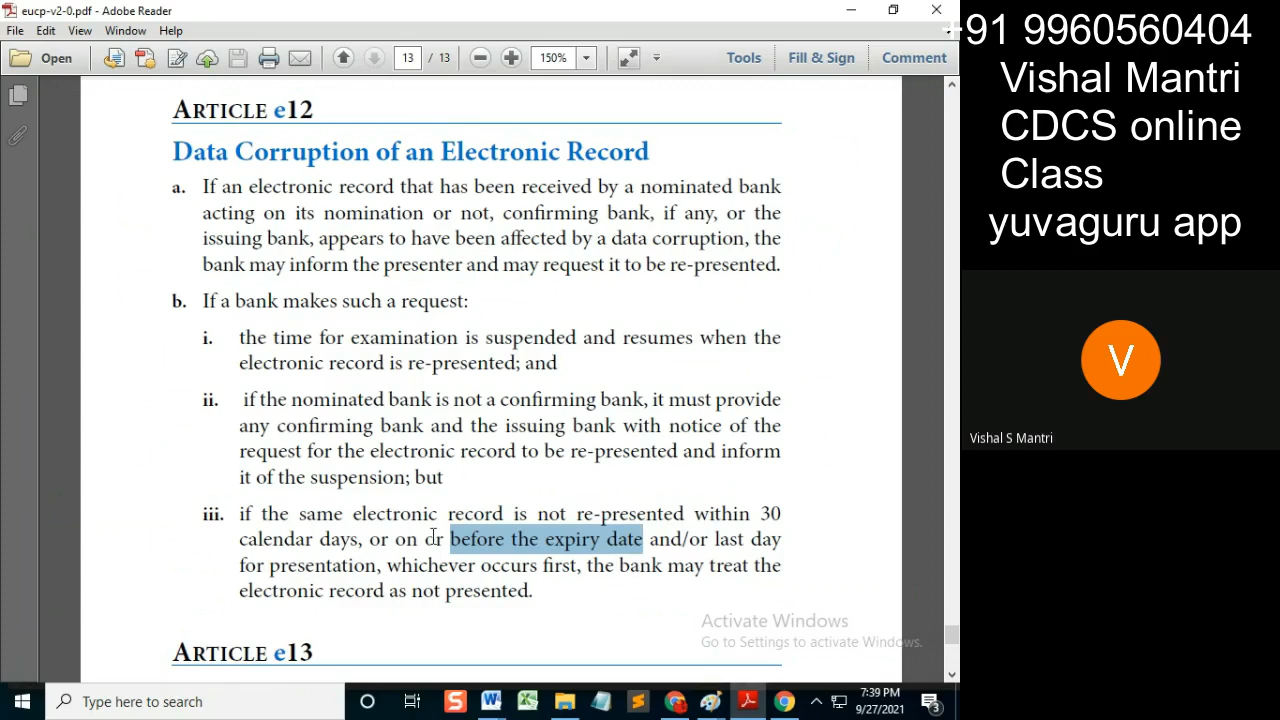 eucp-v2-0.pdf - Adobe Reader
File Edit View Window Help
Open 13 / 13 150% Tools Fill & Sign Comment
ARTICLE e12
Data Corruption of an Electronic Record
a. If an electronic record that has been received by a nominated bank
acting on its nomination or not, confirming bank, if any, or the
issuing bank, appears to have been affected by a data corruption, the
bank may inform the presenter and may request it to be re-presented.
b. If a bank makes such a request:
i. the time for examination is suspended and resumes when the
electronic record is re-presented; and
ii. if the nominated bank is not a confirming bank, it must provide
any confirming bank and the issuing bank with notice of the
request for the electronic record to be re-presented and inform
it of the suspension; but
iii. if the same electronic record is not re-presented within 30
calendar days, or on or before the expiry date and/or last day
for presentation, whichever occurs first, the bank may treat the
electronic record as not presented.
ARTICLE e13
Activate Windows
Go to Settings to activate Windows.
Type here to search
7:39 PM
9/27/2021
3
+91 9960560404
Vishal Mantri
CDCS online
Class
yuvaguru app
V
Vishal S Mantri